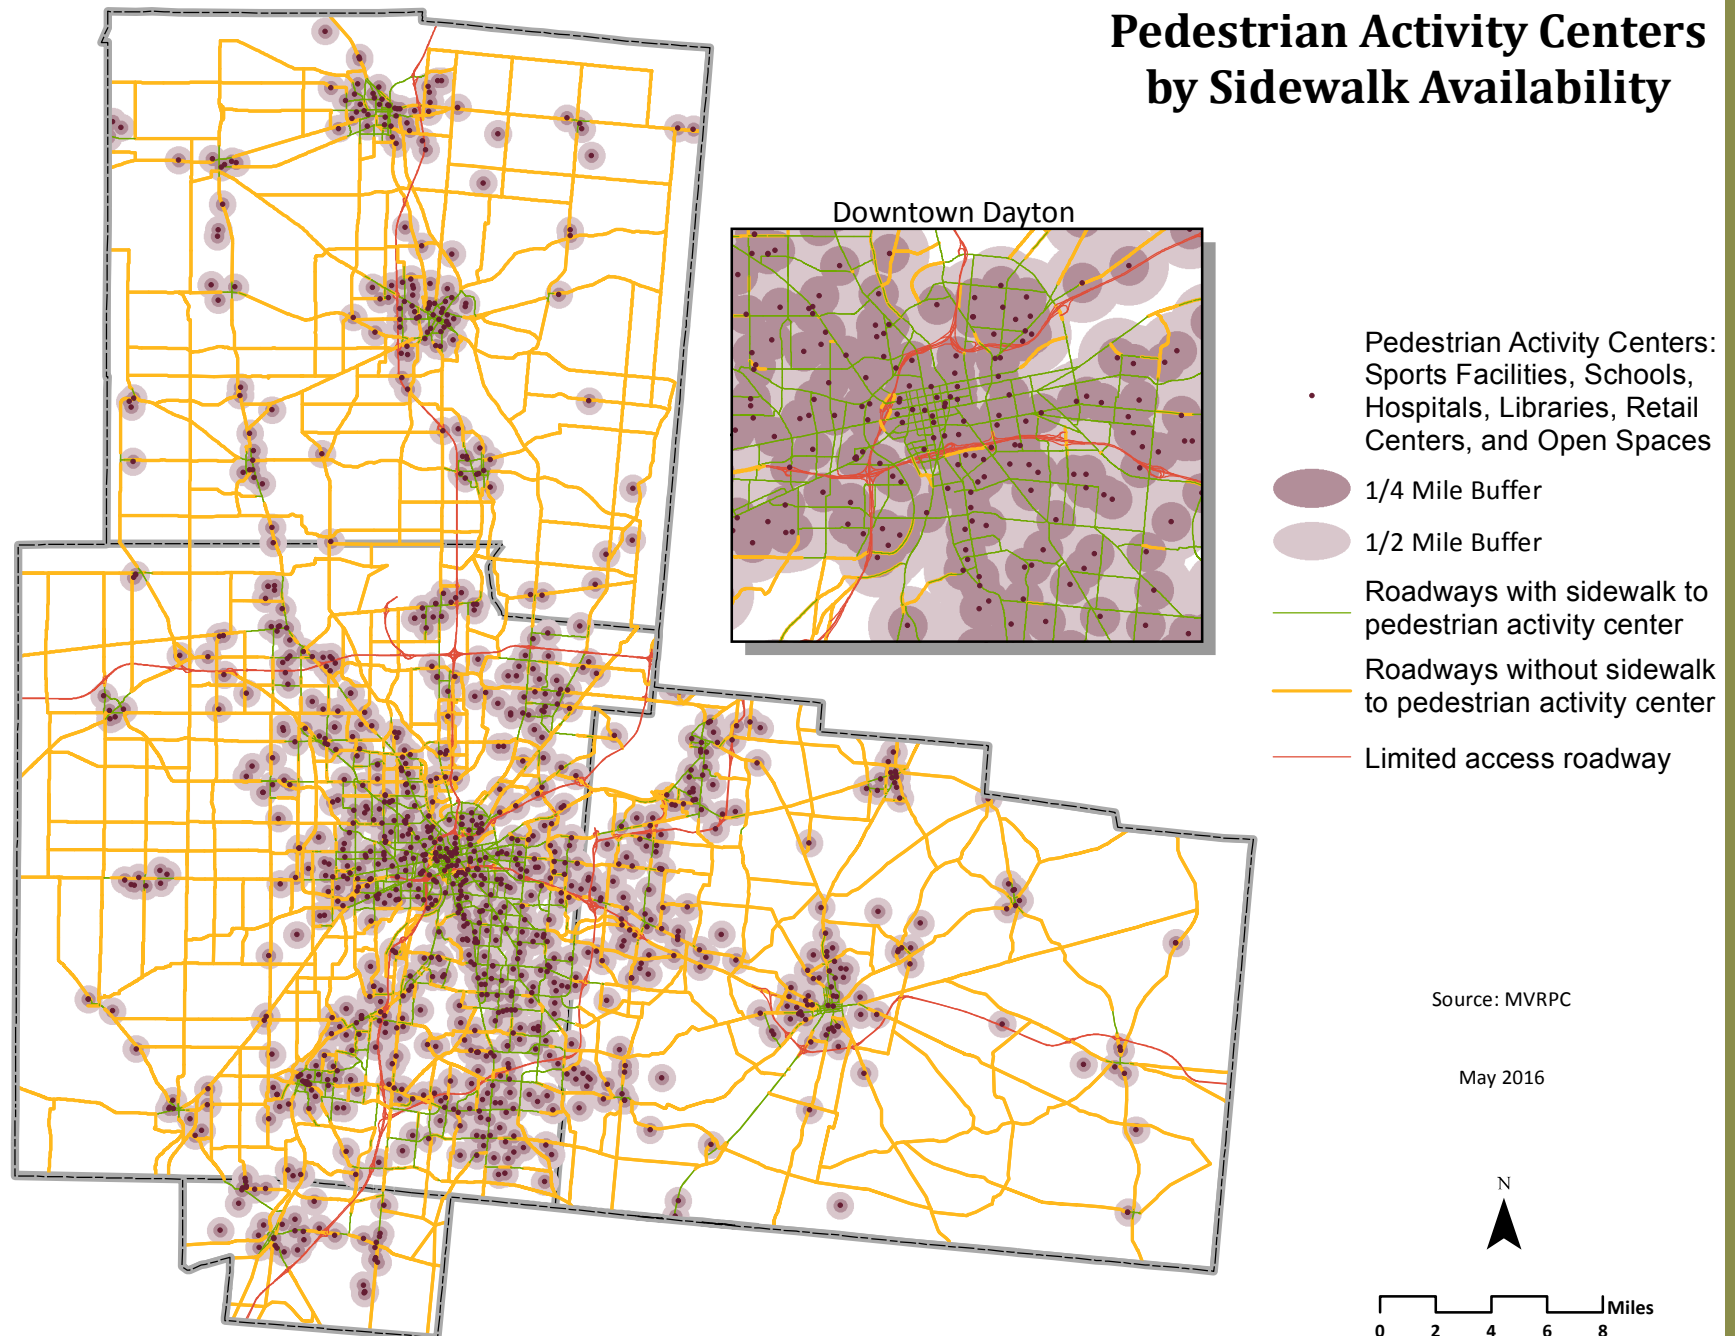 Pedestrian Activity Centers
by Sidewalk Availability
Downtown Dayton
Pedestrian Activity Centers:
Sports Facilities, Schools,
Hospitals, Libraries, Retail
Centers, and Open Spaces
1/4 Mile Buffer
1/2 Mile Buffer
Roadways with sidewalk to
pedestrian activity center
Roadways without sidewalk
to pedestrian activity center
Limited access roadway
Source: MVRPC
May 2016
N
Miles
0 2 4 6 8